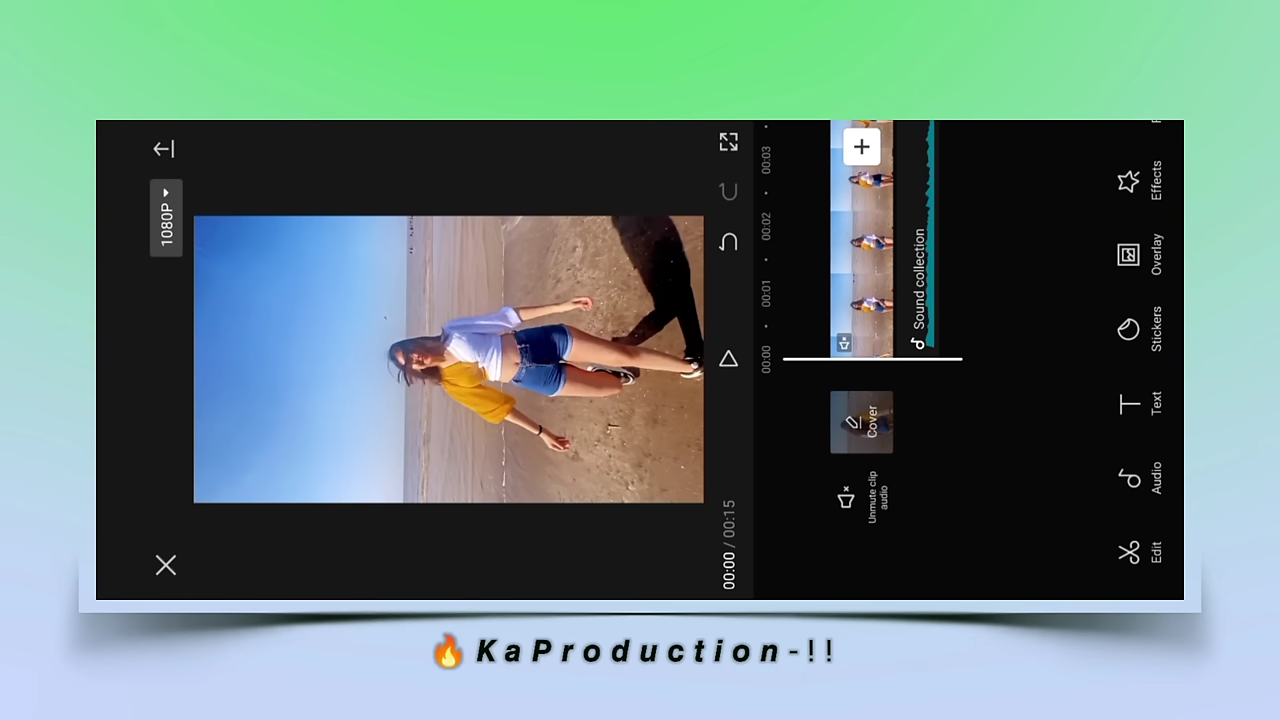 1080P
00:00 / 00:15
00:00 00:01 00:02 00:03
Cover
Unmute clip
audio
Sound collection
Edit
Audio
Text
Stickers
Overlay
Effects
🔥KaProduction-!!